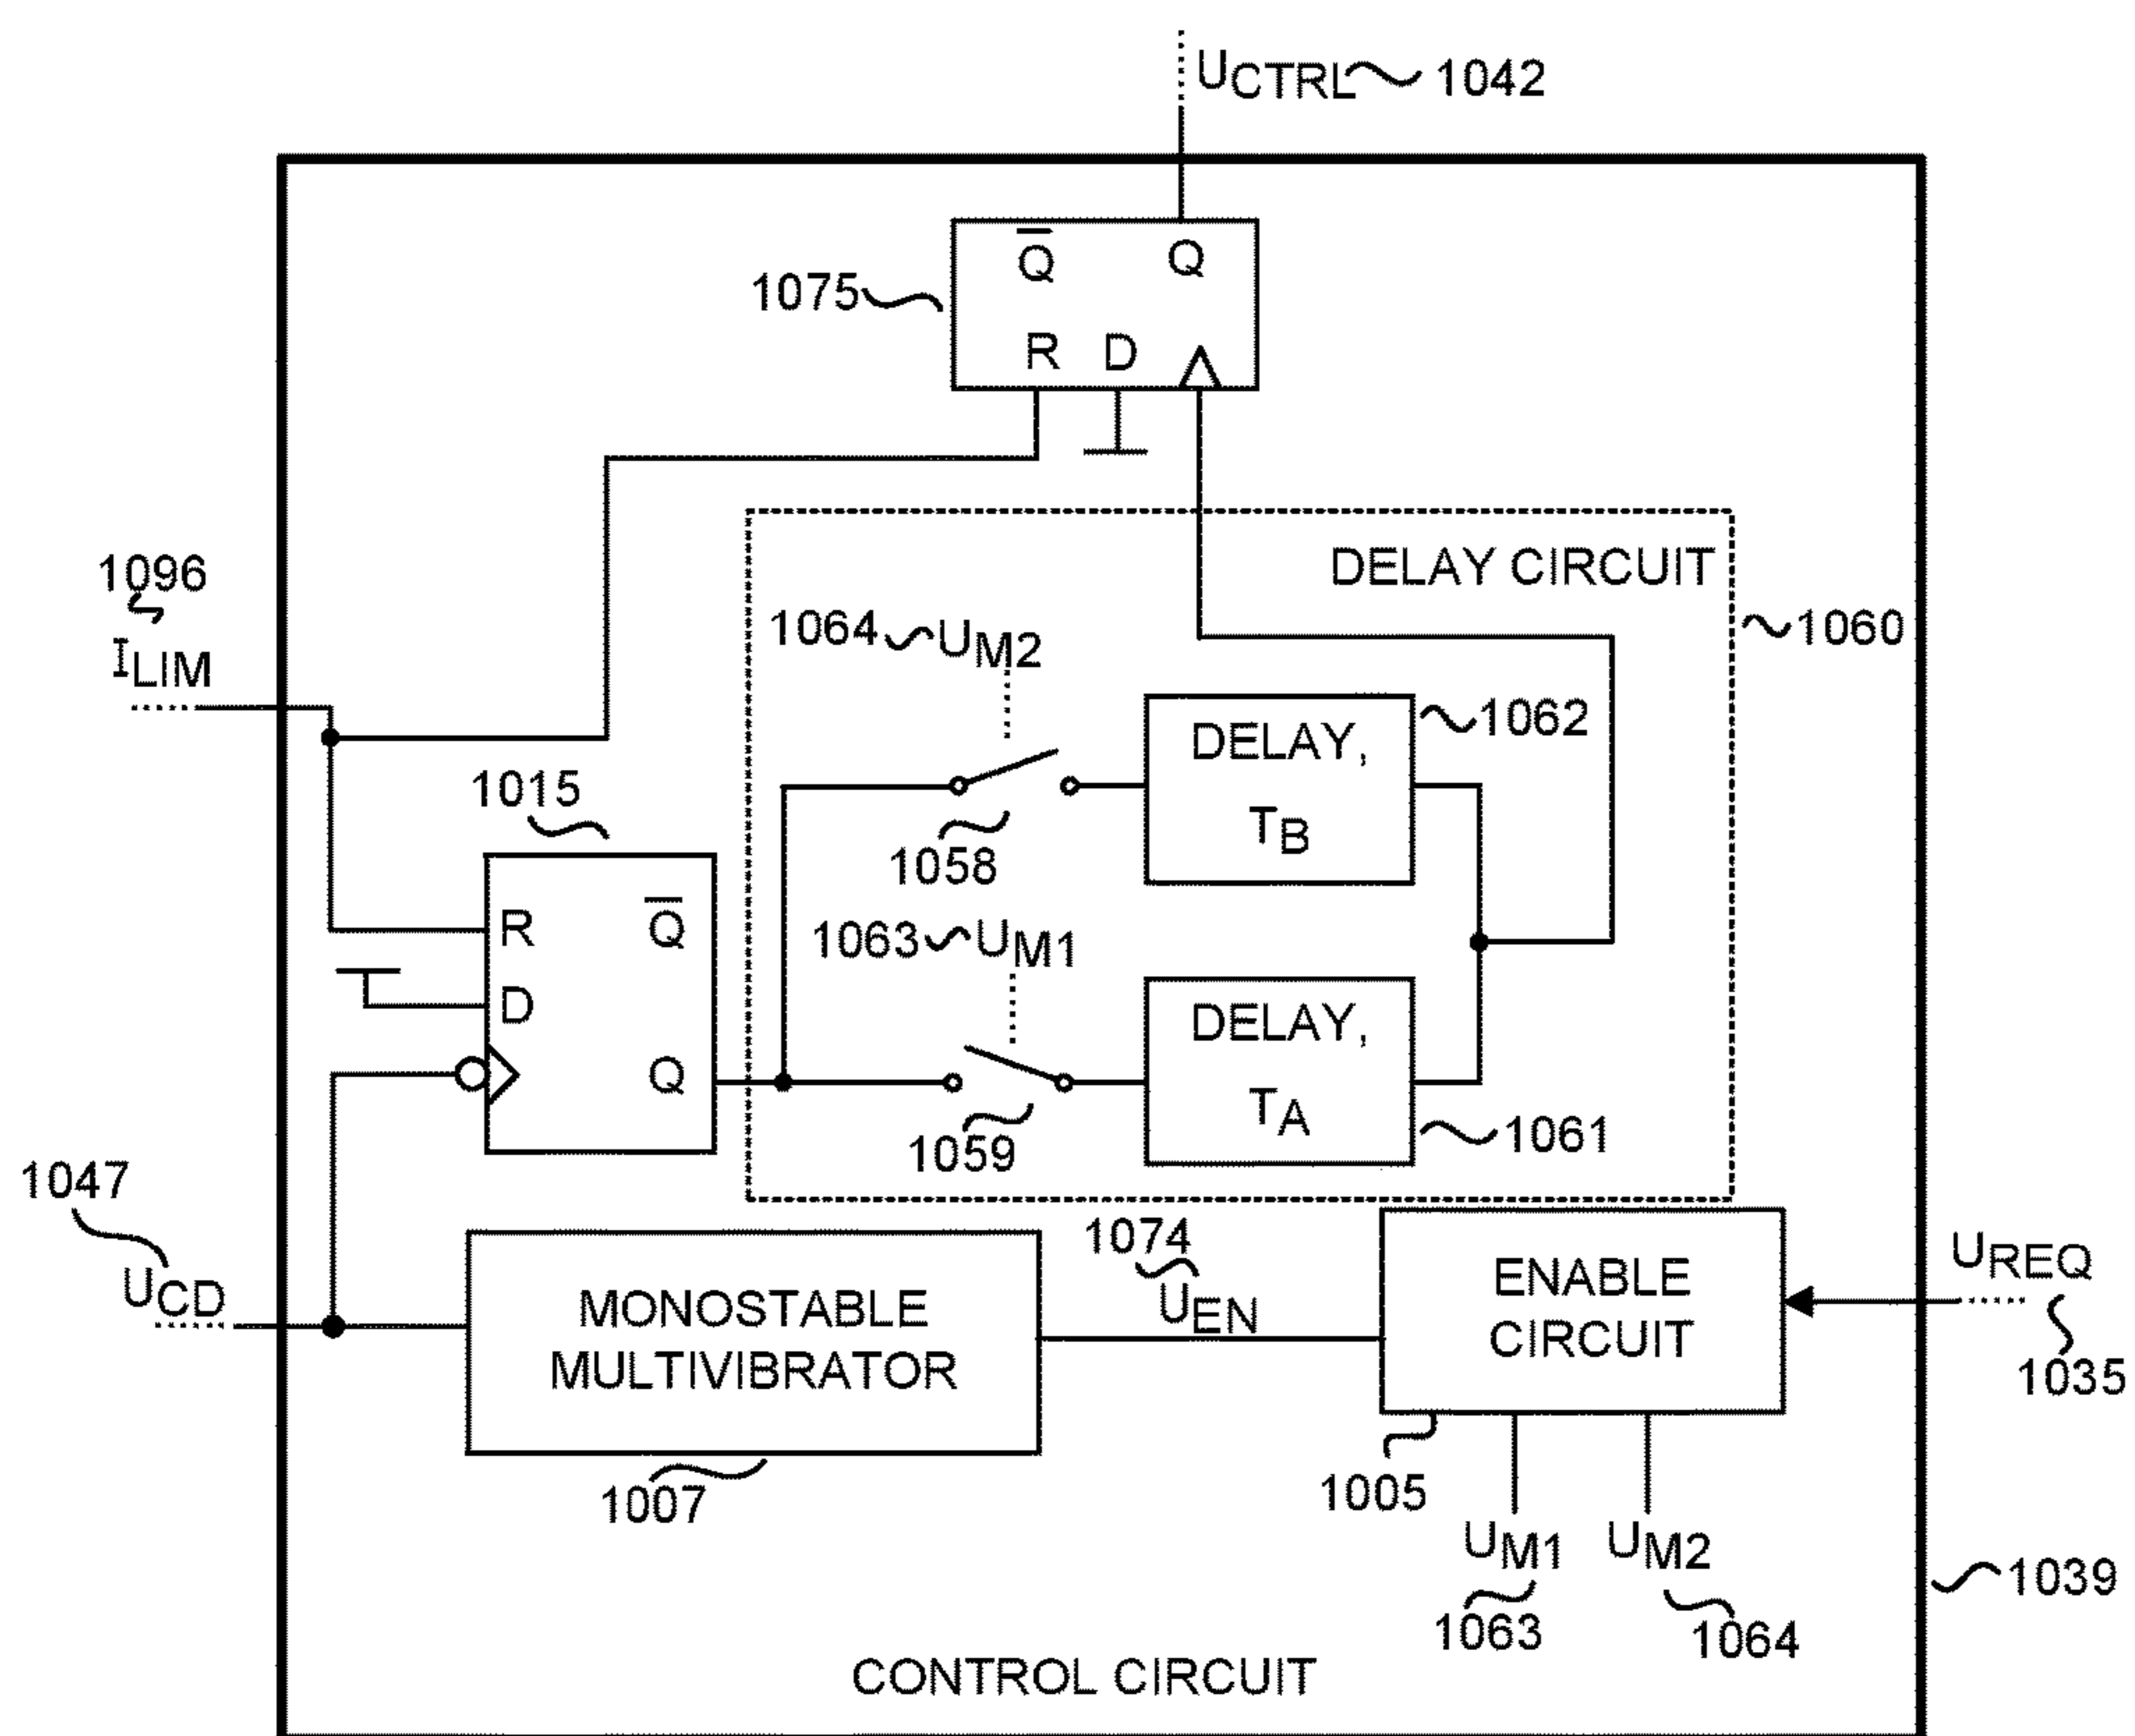 UCTRL 1042
Q̅ Q
1075
R D
1096
ILIM
DELAY CIRCUIT
1060
1064 UM2
1062
DELAY,
TB
1058
1015
R Q̅
D
Q
1063 UM1
DELAY,
TA
1059
1061
1047
UCD
MONOSTABLE
MULTIVIBRATOR
1007
1074
UEN
ENABLE
CIRCUIT
UREQ
1035
1005
UM1 UM2
1063
1064
1039
CONTROL CIRCUIT